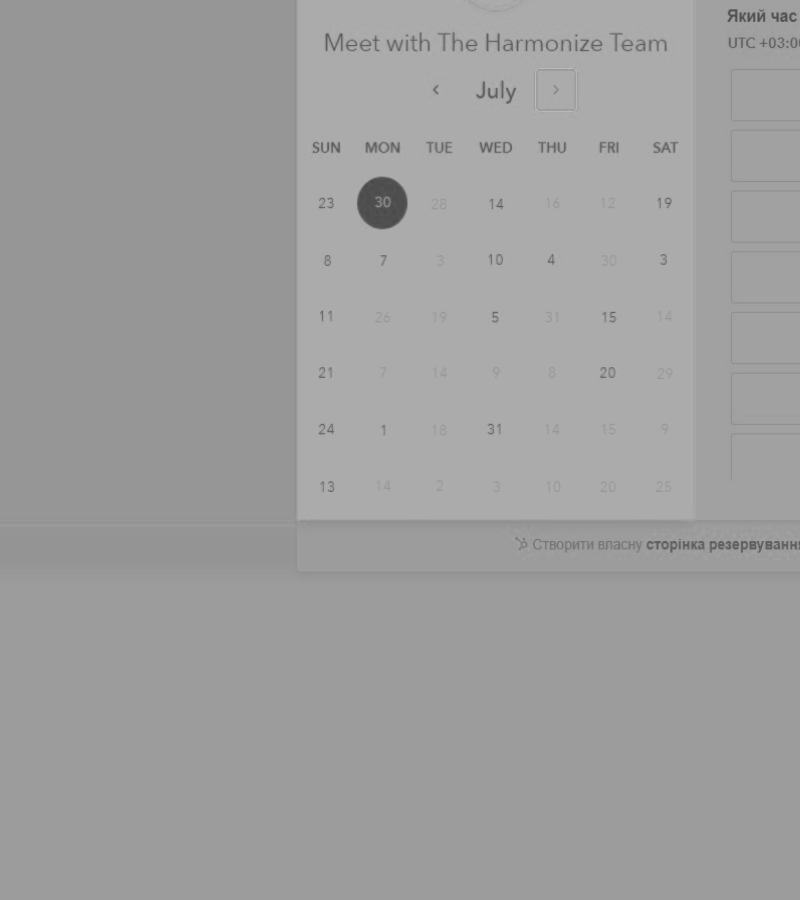 Meet with The Harmonize Team
July
SUN MON TUE WED THU FRI SAT
23 30 28 14 16 12 19
8 7 3 10 4 30 3
11 26 19 5 31 15 14
21 7 14 9 8 20 29
24 1 18 31 14 15 9
13 14 2 3 10 20 25
Який час
UTC +03:00
Створити власну сторінка резервування